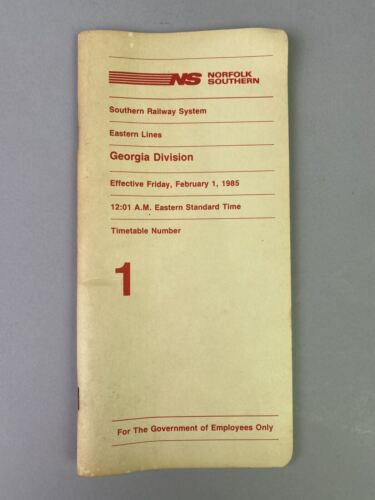 NS NORFOLK
SOUTHERN
Southern Railway System
Eastern Lines
Georgia Division
Effective Friday, February 1, 1985
12:01 A.M. Eastern Standard Time
Timetable Number
1
For The Government of Employees Only